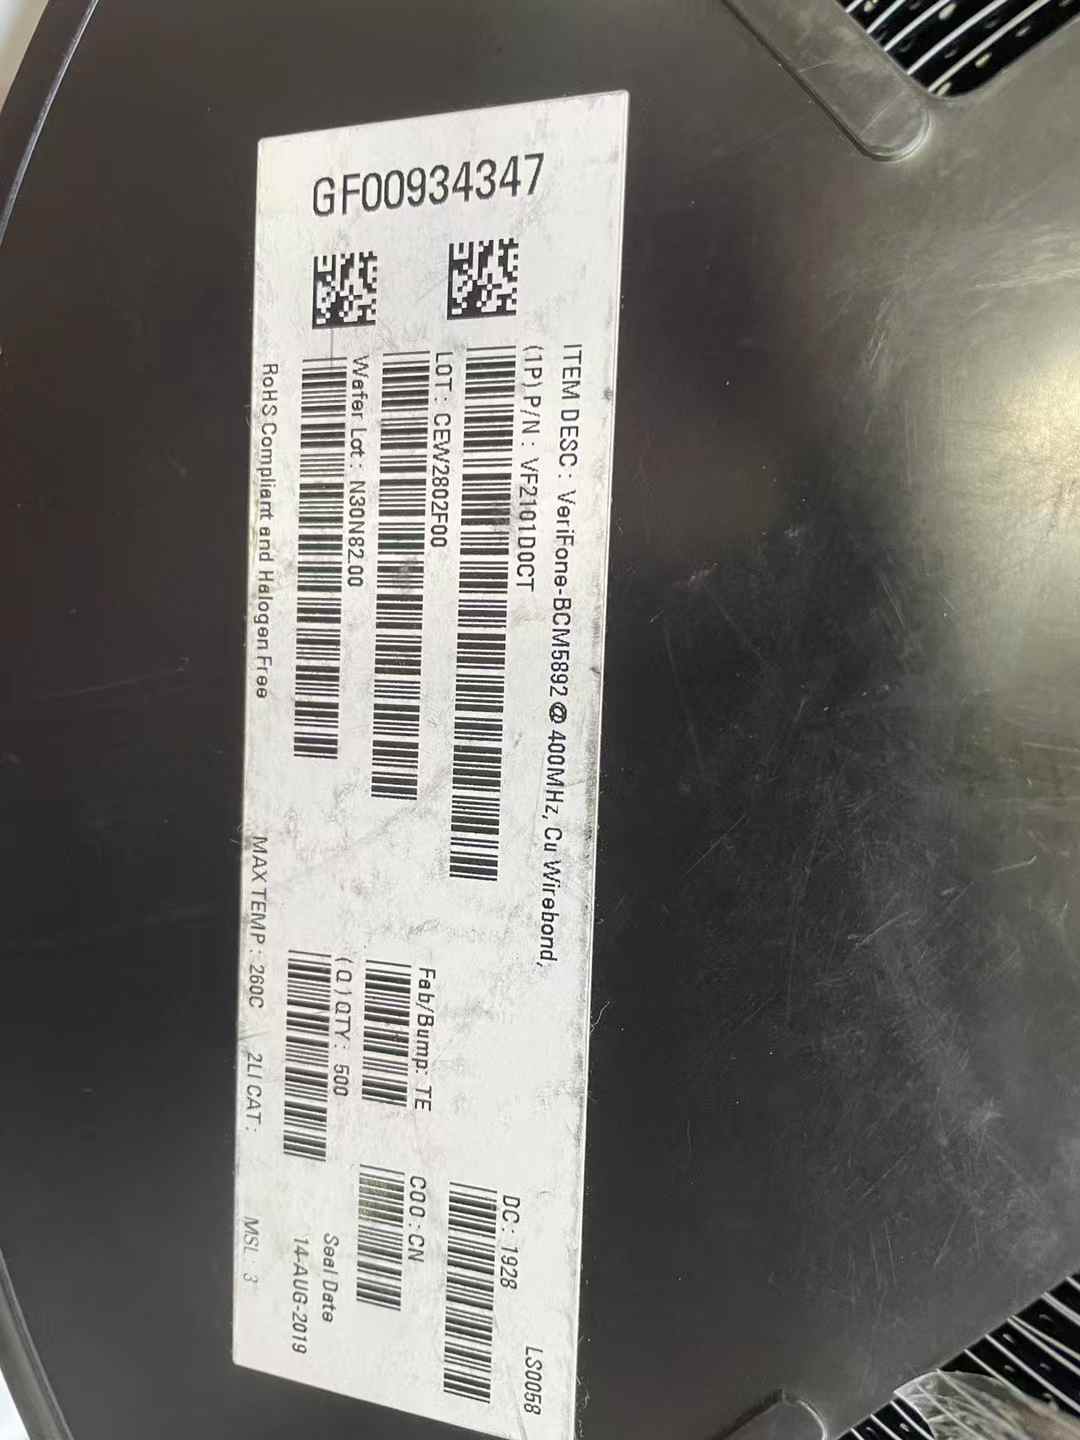 GF00934347
ITEM DESC: VeriFone-BCM5892 @ 400MHz, Cu Wirebond,
LS0058
(1P) P/N: VF2101D0CT
DC: 1928
LOT: CEW2802F00
Fab/Bump: TE
COO:CN
Wafer Lot: N30N82.00
(Q) QTY: 500
Seal Date
14-AUG-2019
RoHS Compliant and Halogen Free
MAX TEMP: 260C
2LI CAT:
MSL: 3